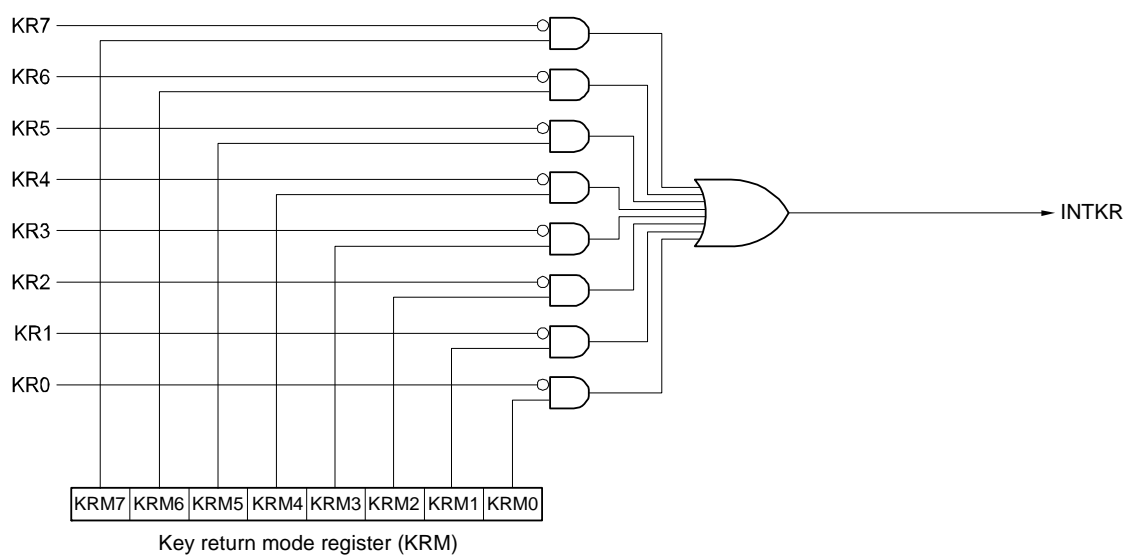 KR7
KR6
KR5
KR4
KR3
KR2
KR1
KR0
INTKR
KRM7 KRM6 KRM5 KRM4 KRM3 KRM2 KRM1 KRM0
Key return mode register (KRM)